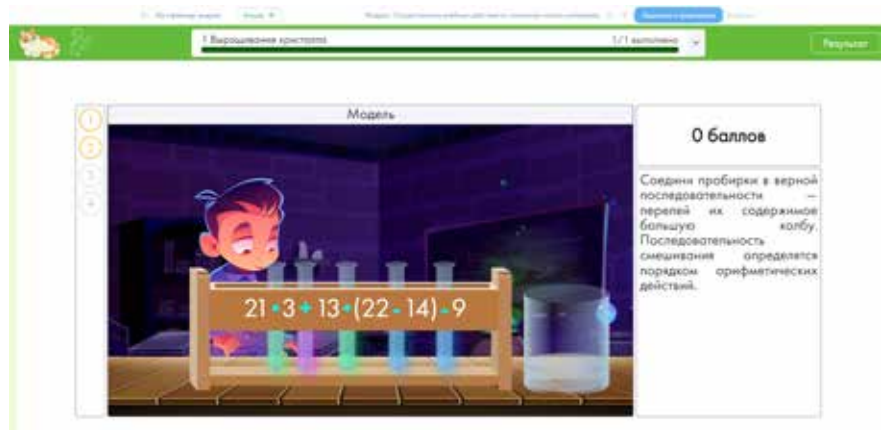 1 Выращивание кристалла
1/1 выполнено
Результат
1
2
3
4
Модель
21 · 3 + 13 · (22 - 14) - 9
0 баллов
Соедини пробирки в верной
последовательности —
перелей их содержимое
большую колбу.
Последовательность
смешивания определятся
порядком арифметических
действий.